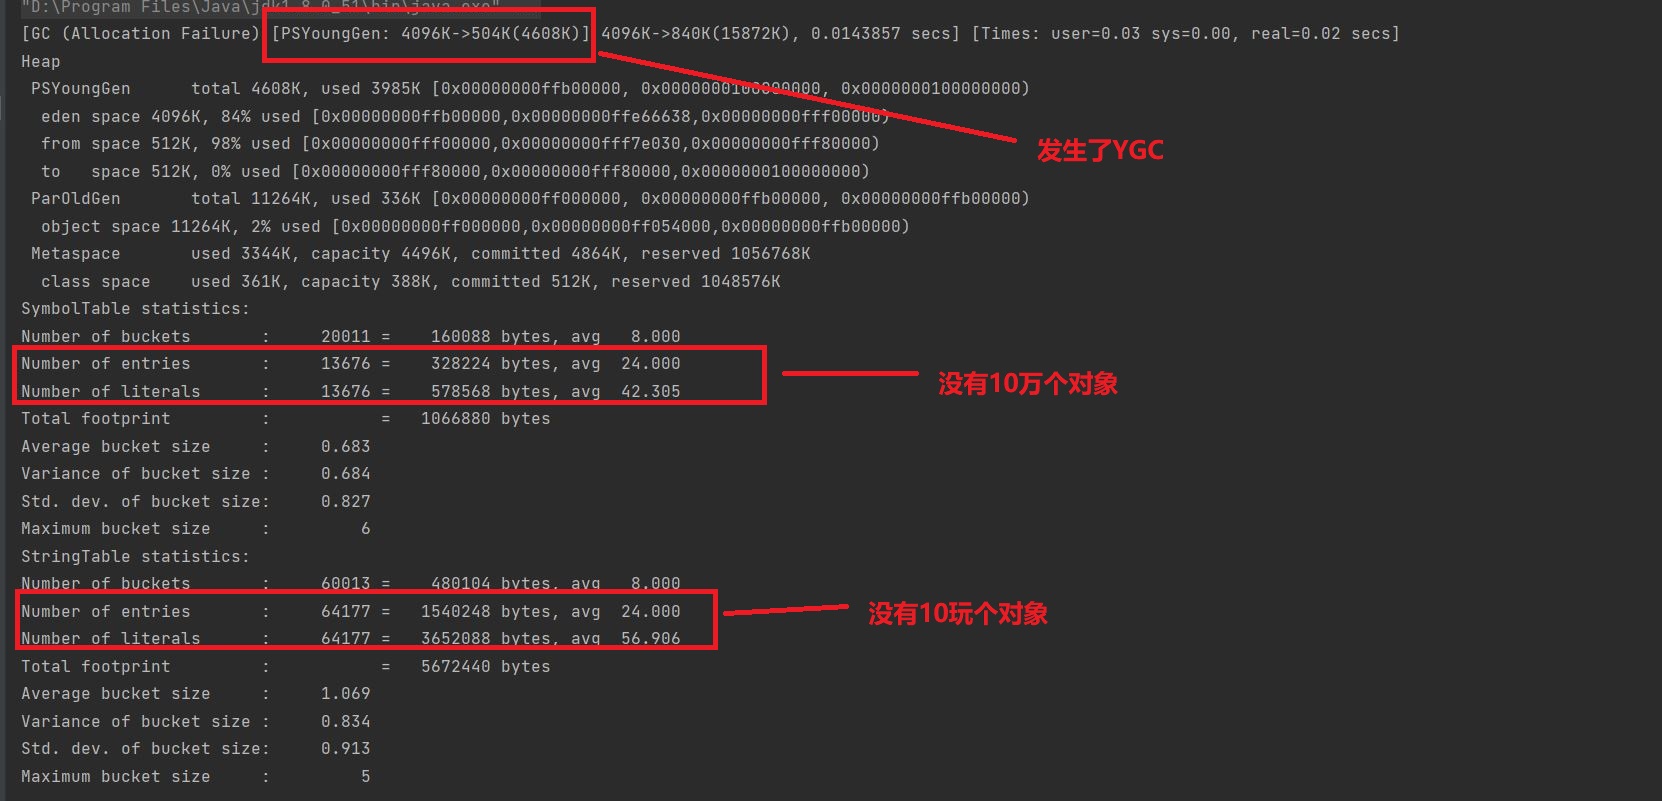 "D:\Program Files\Java\jdk1.8.0_51\bin\java.exe" ...
[GC (Allocation Failure) [PSYoungGen: 4096K->504K(4608K)] 4096K->840K(15872K), 0.0143857 secs] [Times: user=0.03 sys=0.00, real=0.02 secs]
Heap
PSYoungGen total 4608K, used 3985K [0x00000000ffb00000, 0x0000000100000000, 0x0000000100000000)
eden space 4096K, 84% used [0x00000000ffb00000,0x00000000ffe66638,0x00000000fff00000)
from space 512K, 98% used [0x00000000fff00000,0x00000000fff7e030,0x00000000fff80000)
发生了YGC
to space 512K, 0% used [0x00000000fff80000,0x00000000fff80000,0x0000000100000000)
ParOldGen total 11264K, used 336K [0x00000000ff000000, 0x00000000ffb00000, 0x00000000ffb00000)
object space 11264K, 2% used [0x00000000ff000000,0x00000000ff054000,0x00000000ffb00000)
Metaspace used 3344K, capacity 4496K, committed 4864K, reserved 1056768K
class space used 361K, capacity 388K, committed 512K, reserved 1048576K
SymbolTable statistics:
Number of buckets : 20011 = 160088 bytes, avg 8.000
Number of entries : 13676 = 328224 bytes, avg 24.000
Number of literals : 13676 = 578568 bytes, avg 42.305
没有10万个对象
Total footprint : = 1066880 bytes
Average bucket size : 0.683
Variance of bucket size : 0.684
Std. dev. of bucket size: 0.827
Maximum bucket size : 6
StringTable statistics:
Number of buckets : 60013 = 480104 bytes, avg 8.000
Number of entries : 64177 = 1540248 bytes, avg 24.000
没有10玩个对象
Number of literals : 64177 = 3652088 bytes, avg 56.906
Total footprint : = 5672440 bytes
Average bucket size : 1.069
Variance of bucket size : 0.834
Std. dev. of bucket size: 0.913
Maximum bucket size : 5